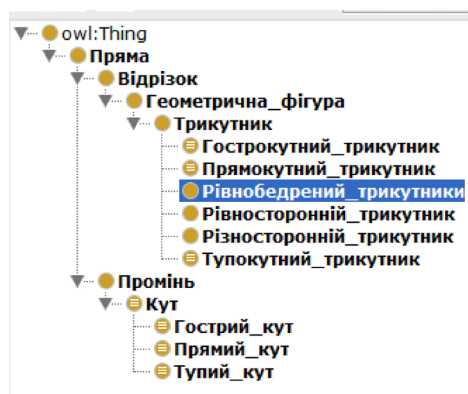 owl:Thing
Пряма
Відрізок
Геометрична_фігура
Трикутник
Гострокутний_трикутник
Прямокутний_трикутник
Рівнобедрений_трикутники
Рівносторонній_трикутник
Різносторонній_трикутник
Тупокутний_трикутник
Промінь
Кут
Гострий_кут
Прямий_кут
Тупий_кут